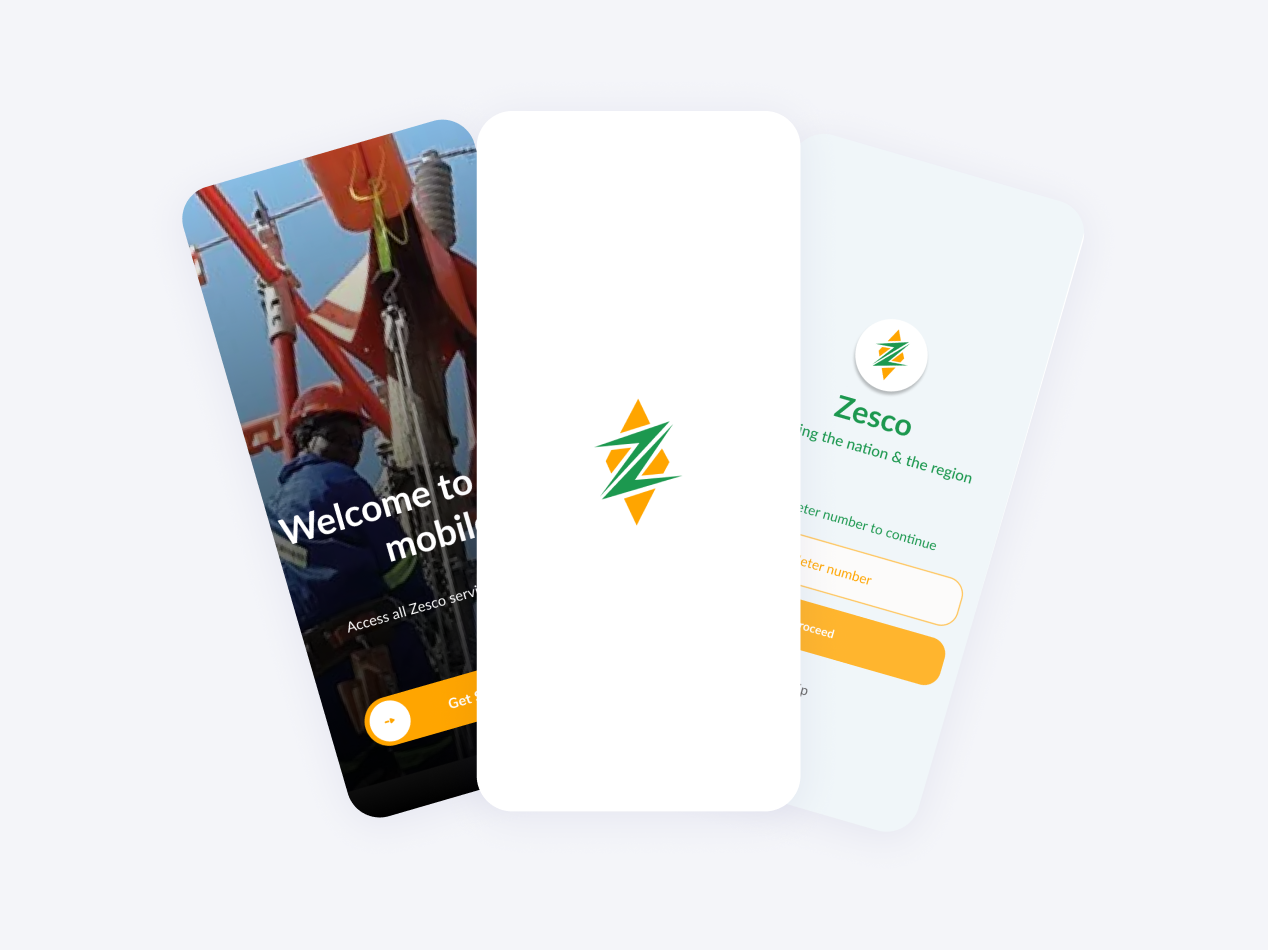 Welcome to
mobile
Access all Zesco servi
Get
Zesco
ing the nation & the region
eter number to continue
eter number
roceed
p